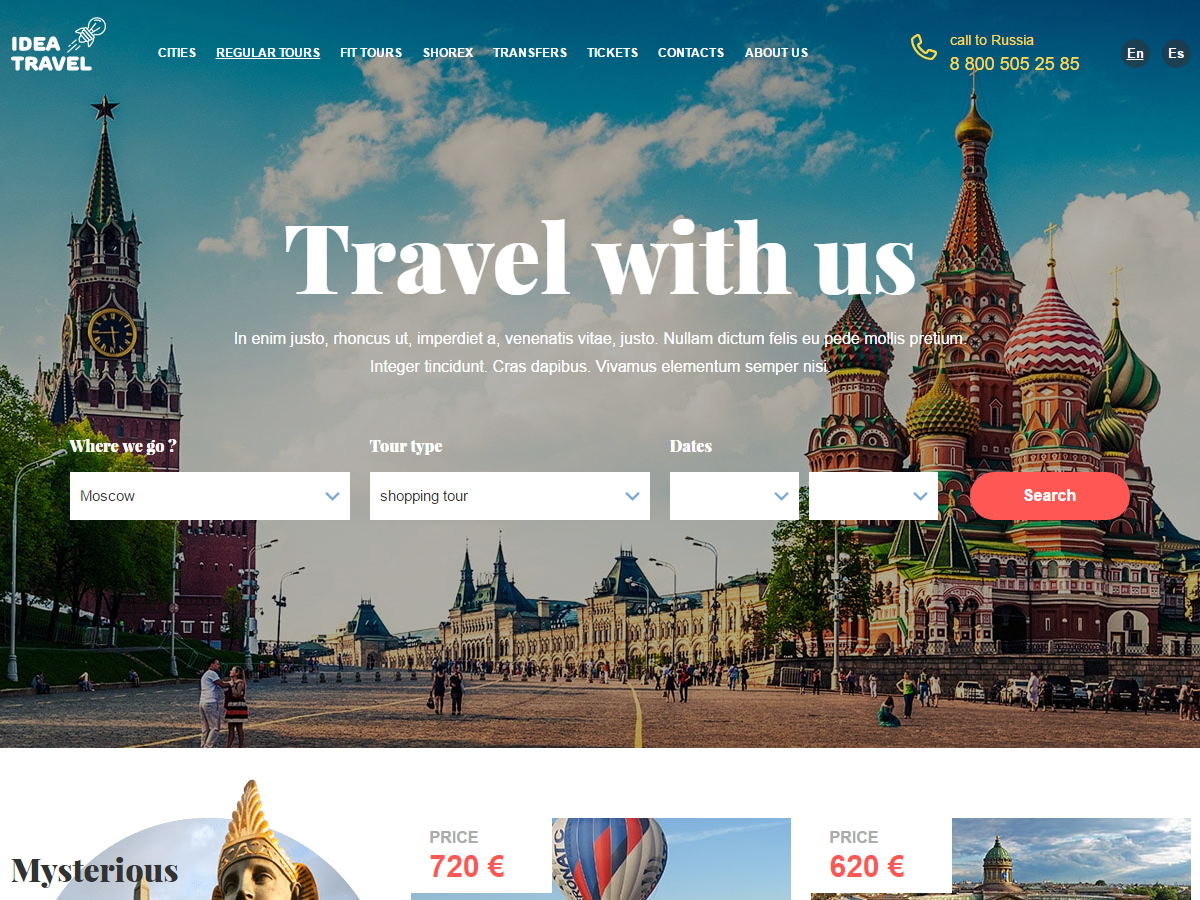 IDEA
TRAVEL
CITIES REGULAR TOURS FIT TOURS SHOREX TRANSFERS TICKETS CONTACTS ABOUT US
call to Russia
8 800 505 25 85
En Es
Travel with us
In enim justo, rhoncus ut, imperdiet a, venenatis vitae, justo. Nullam dictum felis eu pede mollis pretium.
Integer tincidunt. Cras dapibus. Vivamus elementum semper nisi.
Where we go ? Tour type Dates
Moscow shopping tour Search
Mysterious
PRICE
720 €
PRICE
620 €